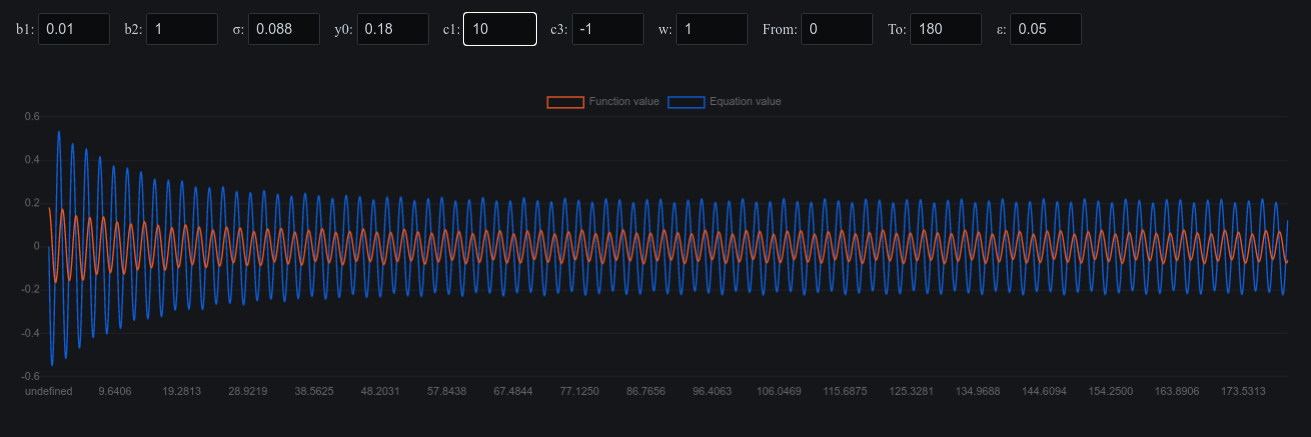 b1: 0.01 b2: 1 σ: 0.088 y0: 0.18 c1: 10 c3: -1 w: 1 From: 0 To: 180 ε: 0.05
Function value Equation value
0.6
0.4
0.2
0
-0.2
-0.4
-0.6
undefined 9.6406 19.2813 28.9219 38.5625 48.2031 57.8438 67.4844 77.1250 86.7656 96.4063 106.0469 115.6875 125.3281 134.9688 144.6094 154.2500 163.8906 173.5313